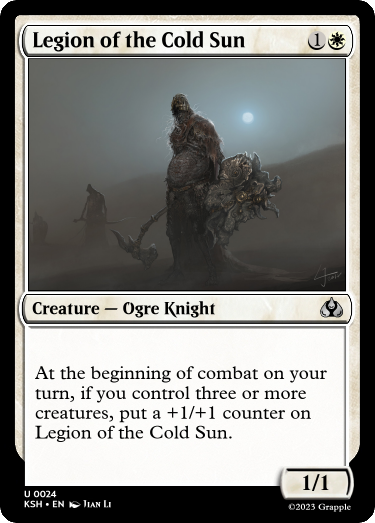 Legion of the Cold Sun 1
Creature — Ogre Knight
At the beginning of combat on your
turn, if you control three or more
creatures, put a +1/+1 counter on
Legion of the Cold Sun.
1/1
U 0024
KSH • EN Jian Li
©2023 Grapple